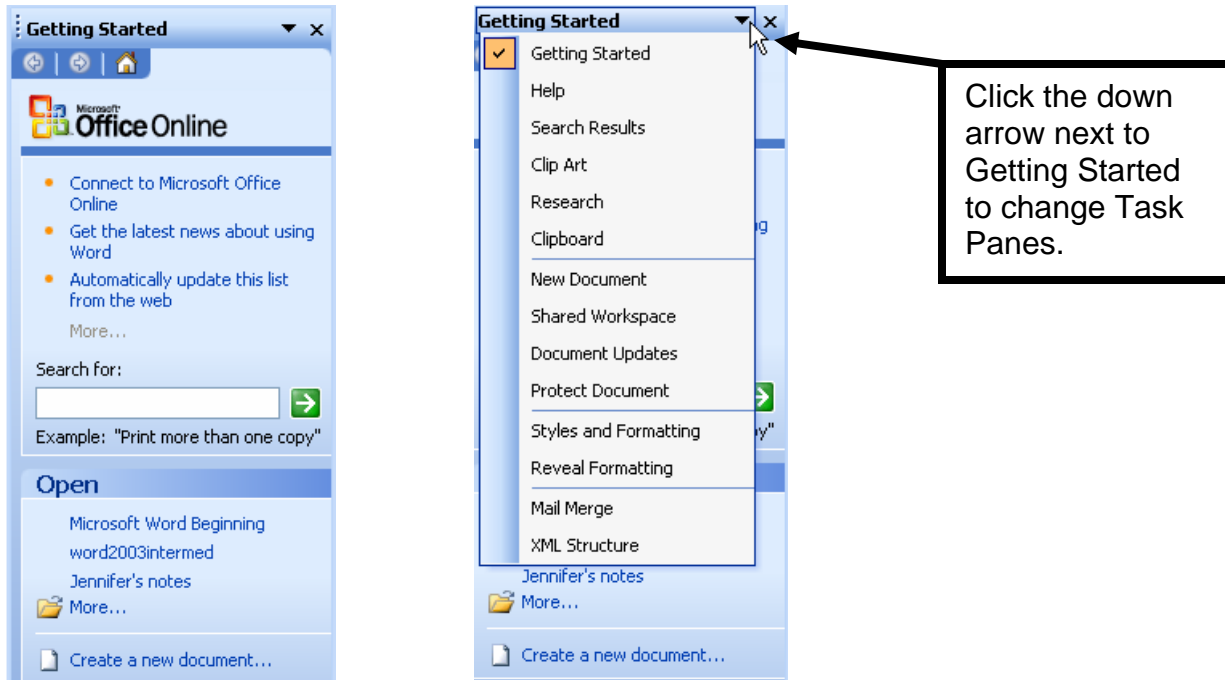 Getting Started
Microsoft
Office Online
Connect to Microsoft Office
Online
Get the latest news about using
Word
Automatically update this list
from the web
More...
Search for:
Example: "Print more than one copy"
Open
Microsoft Word Beginning
word2003intermed
Jennifer's notes
More...
Create a new document...
Getting Started
Getting Started
Help
Search Results
Clip Art
Research
Clipboard
ng
New Document
Shared Workspace
Document Updates
Protect Document
Styles and Formatting
y"
Reveal Formatting
Mail Merge
XML Structure
Jennifer's notes
More...
Create a new document...
Click the down
arrow next to
Getting Started
to change Task
Panes.